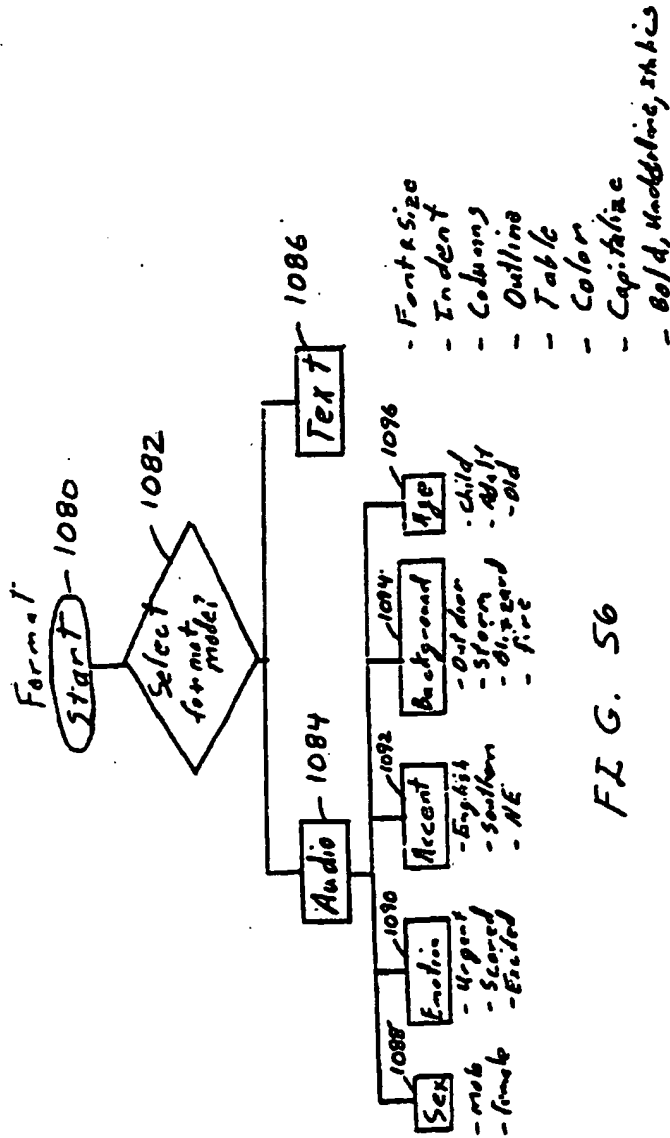 Format
Start
1080
Select
format
mode?
1082
Audio
1084
Text
1086
Sex
1088
- male
- female
Emotion
1090
- Urgent
- Scared
- Excited
Accent
1092
- English
- Southern
- NE
Background
1094
- Outdoor
- Storm
- Blizzard
- Fire
Age
1096
- Child
- Adult
- Old
- Font & Size
- Indent
- Columns
- Outline
- Table
- Color
- Capitalize
- Bold, Underline, Italics
FIG. 56